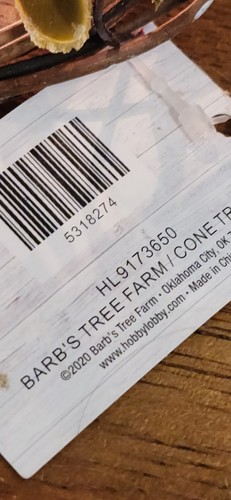 5318274
HL9173650
BARB'S TREE FARM / CONE TR
©2020 Barb's Tree Farm • Oklahoma City, OK
www.hobbylobby.com • Made in Chi